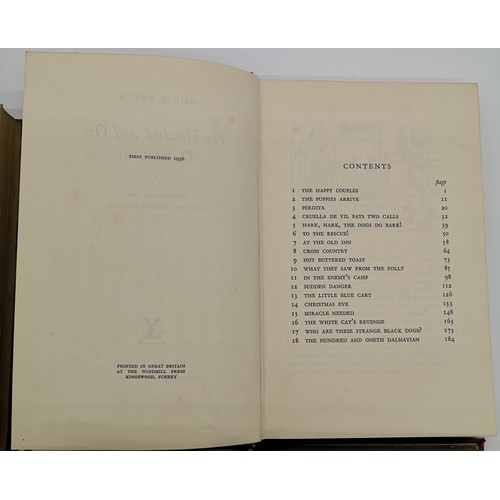 FIRST PUBLISHED 1956
PRINTED IN GREAT BRITAIN
AT THE WINDMILL PRESS
KINGSWOOD, SURREY
CONTENTS
page
1 THE HAPPY COUPLES 1
2 THE PUPPIES ARRIVE 11
3 PERDITA 20
4 CRUELLA DE VIL PAYS TWO CALLS 32
5 HARK, HARK, THE DOGS DO BARK! 39
6 TO THE RESCUE! 50
7 AT THE OLD INN 58
8 CROSS COUNTRY 64
9 HOT BUTTERED TOAST 75
10 WHAT THEY SAW FROM THE FOLLY 85
11 IN THE ENEMY'S CAMP 98
12 SUDDEN DANGER 112
13 THE LITTLE BLUE CART 126
14 CHRISTMAS EVE 135
15 MIRACLE NEEDED 148
16 THE WHITE CAT'S REVENGE 165
17 WHO ARE THESE STRANGE BLACK DOGS? 175
18 THE HUNDRED AND ONETH DALMATIAN 184